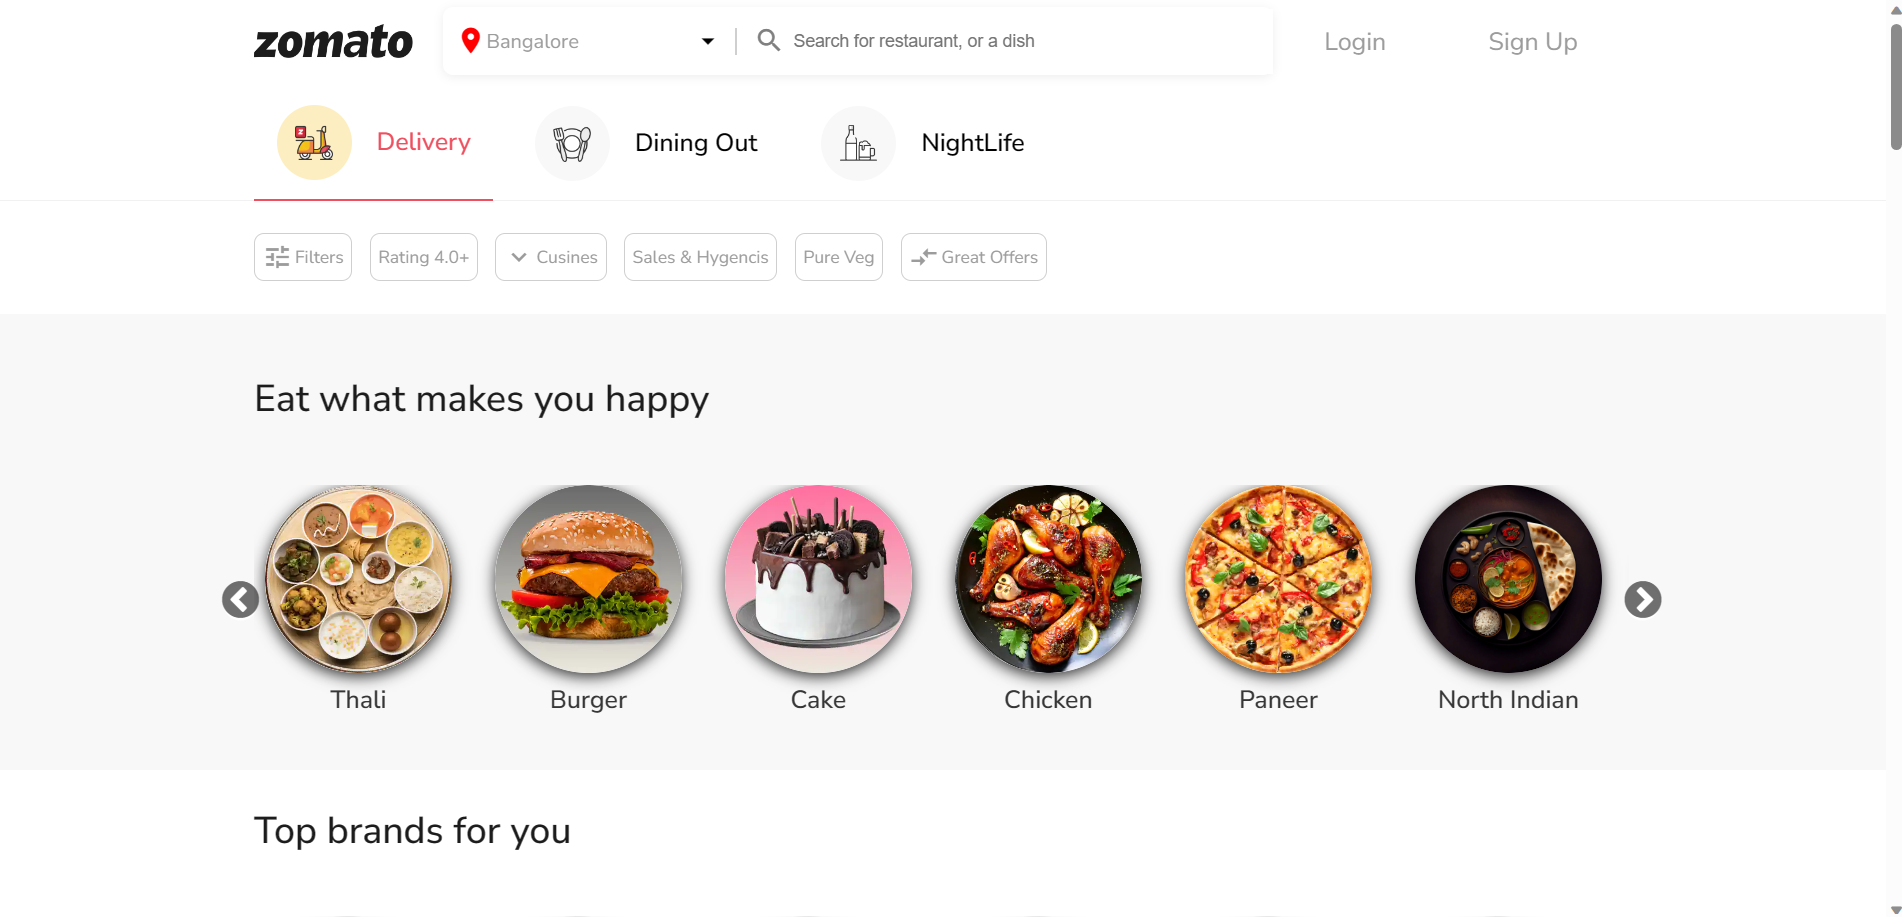 zomato
Bangalore
Search for restaurant, or a dish
Login
Sign Up
Delivery
Dining Out
NightLife
Filters
Rating 4.0+
Cusines
Sales & Hygencis
Pure Veg
Great Offers
Eat what makes you happy
Thali
Burger
Cake
Chicken
Paneer
North Indian
Top brands for you